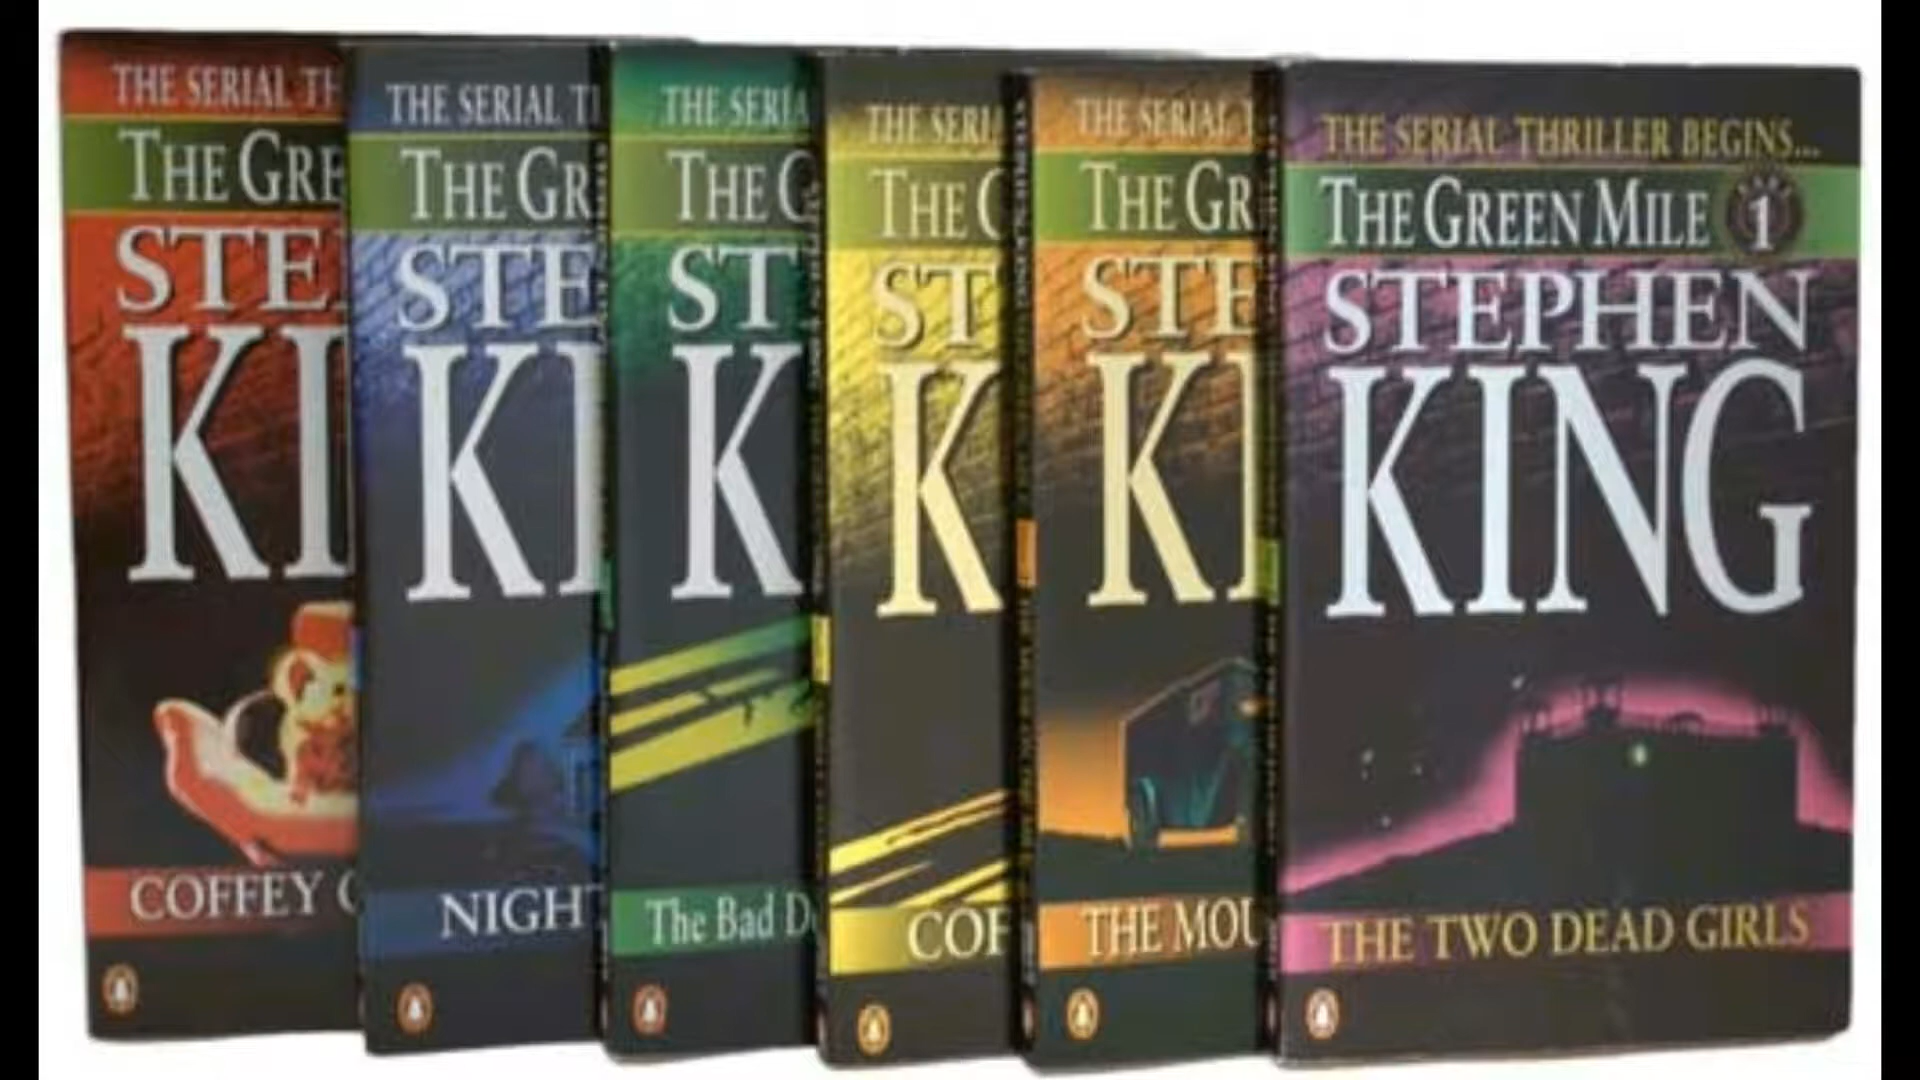 THE SERIAL TH
THE GRE
STE
KI
COFFEY
THE SERIAL T
THE GR
STE
KI
NIGHT
THE SERIA
THE G
ST
K
The Bad D
THE SERI
THE G
ST
K
COF
THE SERIAL T
THE GR
STE
KI
THE MOU
THE SERIAL THRILLER BEGINS...
THE GREEN MILE 1
STEPHEN
KING
THE TWO DEAD GIRLS